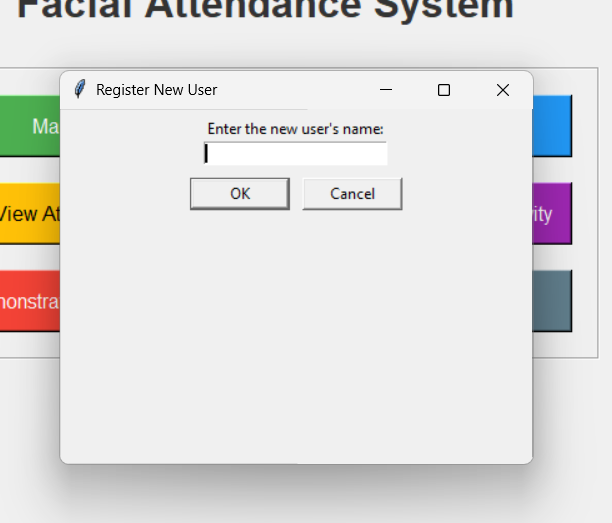 Facial Attendance System
Register New User
Enter the new user's name:
OK
Cancel
Ma
View At
ity
nonstra